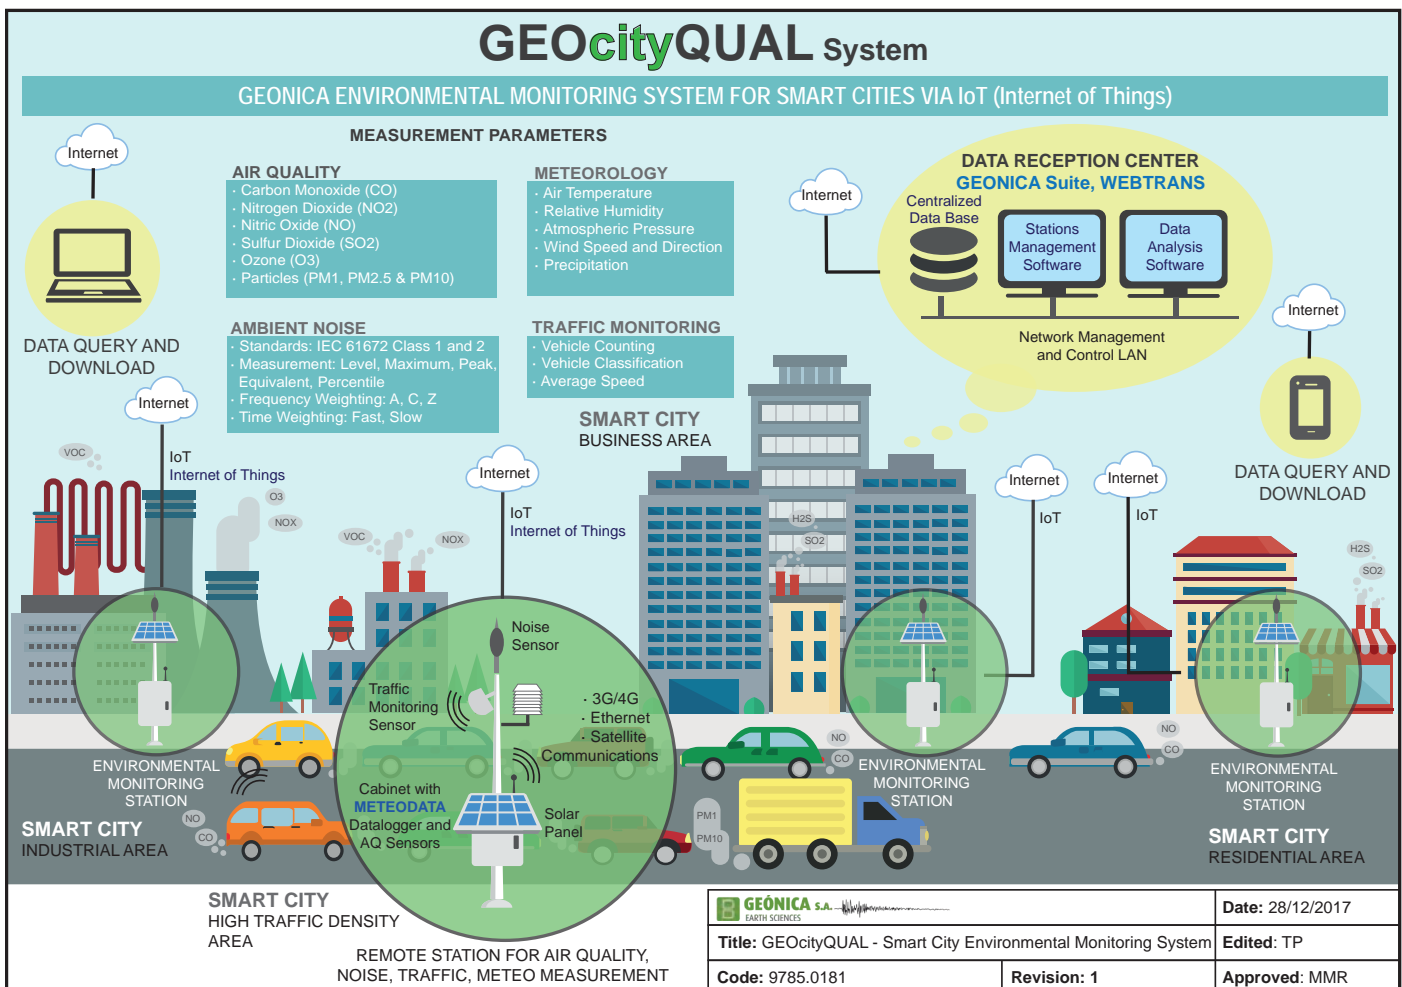 GEOcityQUAL System
GEONICA ENVIRONMENTAL MONITORING SYSTEM FOR SMART CITIES VIA IoT (Internet of Things)
Internet
DATA QUERY AND
DOWNLOAD
MEASUREMENT PARAMETERS
AIR QUALITY
· Carbon Monoxide (CO)
· Nitrogen Dioxide (NO2)
· Nitric Oxide (NO)
· Sulfur Dioxide (SO2)
· Ozone (O3)
· Particles (PM1, PM2.5 & PM10)
METEOROLOGY
· Air Temperature
· Relative Humidity
· Atmospheric Pressure
· Wind Speed and Direction
· Precipitation
AMBIENT NOISE
· Standards: IEC 61672 Class 1 and 2
· Measurement: Level, Maximum, Peak,
Equivalent, Percentile
· Frequency Weighting: A, C, Z
· Time Weighting: Fast, Slow
TRAFFIC MONITORING
· Vehicle Counting
· Vehicle Classification
· Average Speed
Internet
DATA RECEPTION CENTER
GEONICA Suite, WEBTRANS
Centralized
Data Base
Stations
Management
Software
Data
Analysis
Software
Network Management
and Control LAN
Internet
DATA QUERY AND
DOWNLOAD
SMART CITY
BUSINESS AREA
Internet
IoT
Internet of Things
Internet
IoT
Internet of Things
Internet
IoT
Internet
IoT
VOC
O3
NOX
VOC
NOX
H2S
SO2
H2S
SO2
Noise
Sensor
Traffic
Monitoring
Sensor
· 3G/4G
· Ethernet
· Satellite
Communications
Cabinet with
METEODATA
Datalogger and
AQ Sensors
Solar
Panel
NO
CO
NO
CO
NO
CO
PM1
PM10
ENVIRONMENTAL
MONITORING
STATION
ENVIRONMENTAL
MONITORING
STATION
ENVIRONMENTAL
MONITORING
STATION
SMART CITY
INDUSTRIAL AREA
SMART CITY
RESIDENTIAL AREA
SMART CITY
HIGH TRAFFIC DENSITY
AREA
REMOTE STATION FOR AIR QUALITY,
NOISE, TRAFFIC, METEO MEASUREMENT
GEÓNICA S.A.
EARTH SCIENCES
Date: 28/12/2017
Title: GEOcityQUAL - Smart City Environmental Monitoring System
Edited: TP
Code: 9785.0181
Revision: 1
Approved: MMR